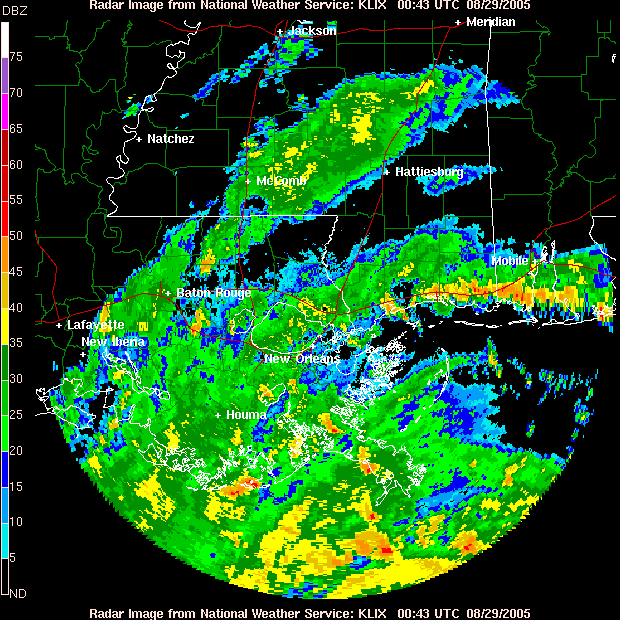 DBZ
Radar Image from National Weather Service: KLIX 00:43 UTC 08/29/2005
75
70
65
60
55
50
45
40
35
30
25
20
15
10
5
ND
Meridian
Jackson
Natchez
Hattiesburg
McComb
Mobile
Baton Rouge
Lafayette
New Iberia
New Orleans
Houma
Radar Image from National Weather Service: KLIX 00:43 UTC 08/29/2005